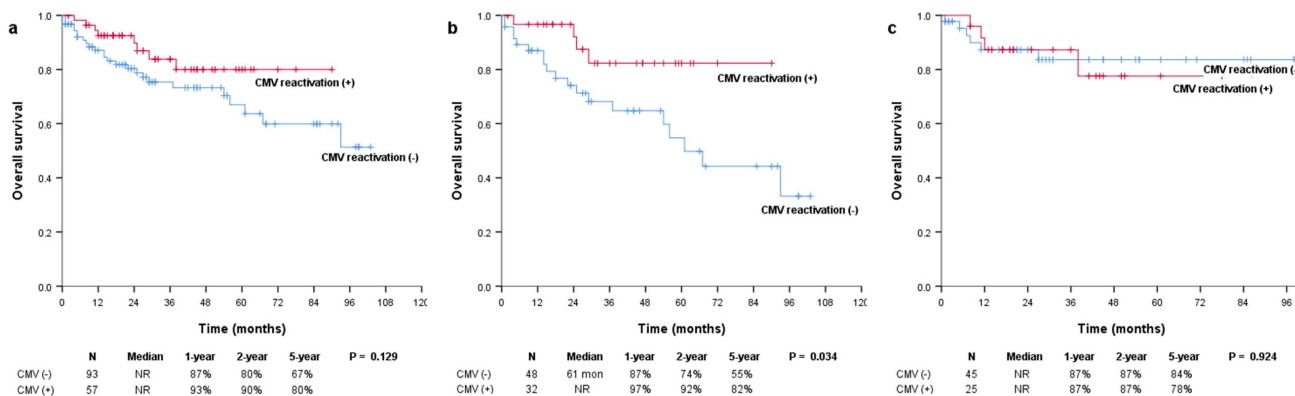 a
Overall survival
1.0
0.8
0.6
0.4
0.2
0.0
CMV reactivation (+)
CMV reactivation (-)
0 12 24 36 48 60 72 84 96 108 120
Time (months)
N Median 1-year 2-year 5-year P = 0.129
CMV (-) 93 NR 87% 80% 67%
CMV (+) 57 NR 93% 90% 80%
b
Overall survival
1.0
0.8
0.6
0.4
0.2
0.0
CMV reactivation (+)
CMV reactivation (-)
0 12 24 36 48 60 72 84 96 108 120
Time (months)
N Median 1-year 2-year 5-year P = 0.034
CMV (-) 48 61 mon 87% 74% 55%
CMV (+) 32 NR 97% 92% 82%
c
Overall survival
1.0
0.8
0.6
0.4
0.2
0.0
CMV reactivation (-
CMV reactivation (+)
0 12 24 36 48 60 72 84 96
Time (months)
N Median 1-year 2-year 5-year P = 0.924
CMV (-) 45 NR 87% 87% 84%
CMV (+) 25 NR 87% 87% 78%